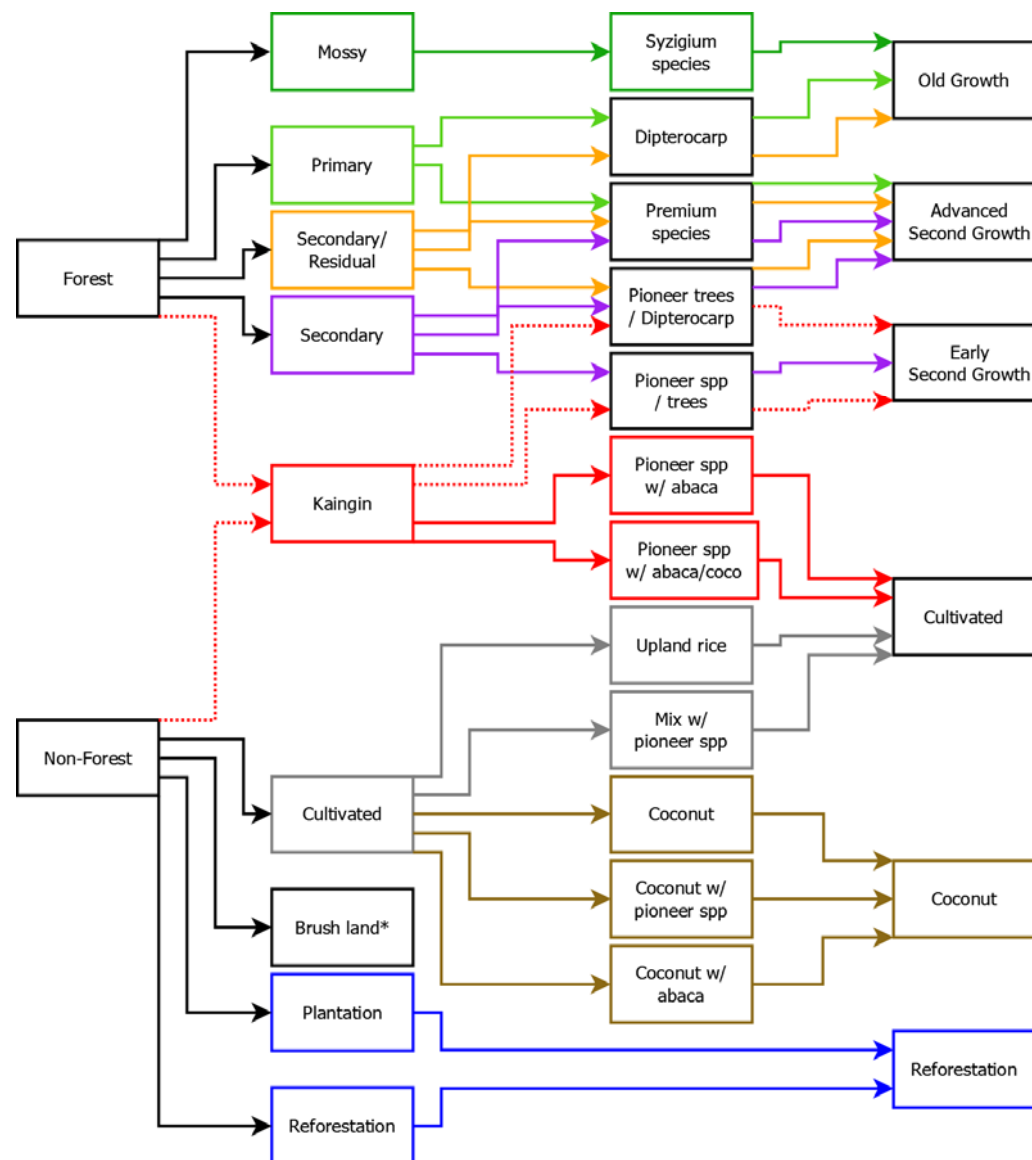 Forest
Non-Forest
Mossy
Primary
Secondary/
Residual
Secondary
Kaingin
Cultivated
Brush land*
Plantation
Reforestation
Syzigium
species
Dipterocarp
Premium
species
Pioneer trees
/ Dipterocarp
Pioneer spp
/ trees
Pioneer spp
w/ abaca
Pioneer spp
w/ abaca/coco
Upland rice
Mix w/
pioneer spp
Coconut
Coconut w/
pioneer spp
Coconut w/
abaca
Old Growth
Advanced
Second Growth
Early
Second Growth
Cultivated
Coconut
Reforestation